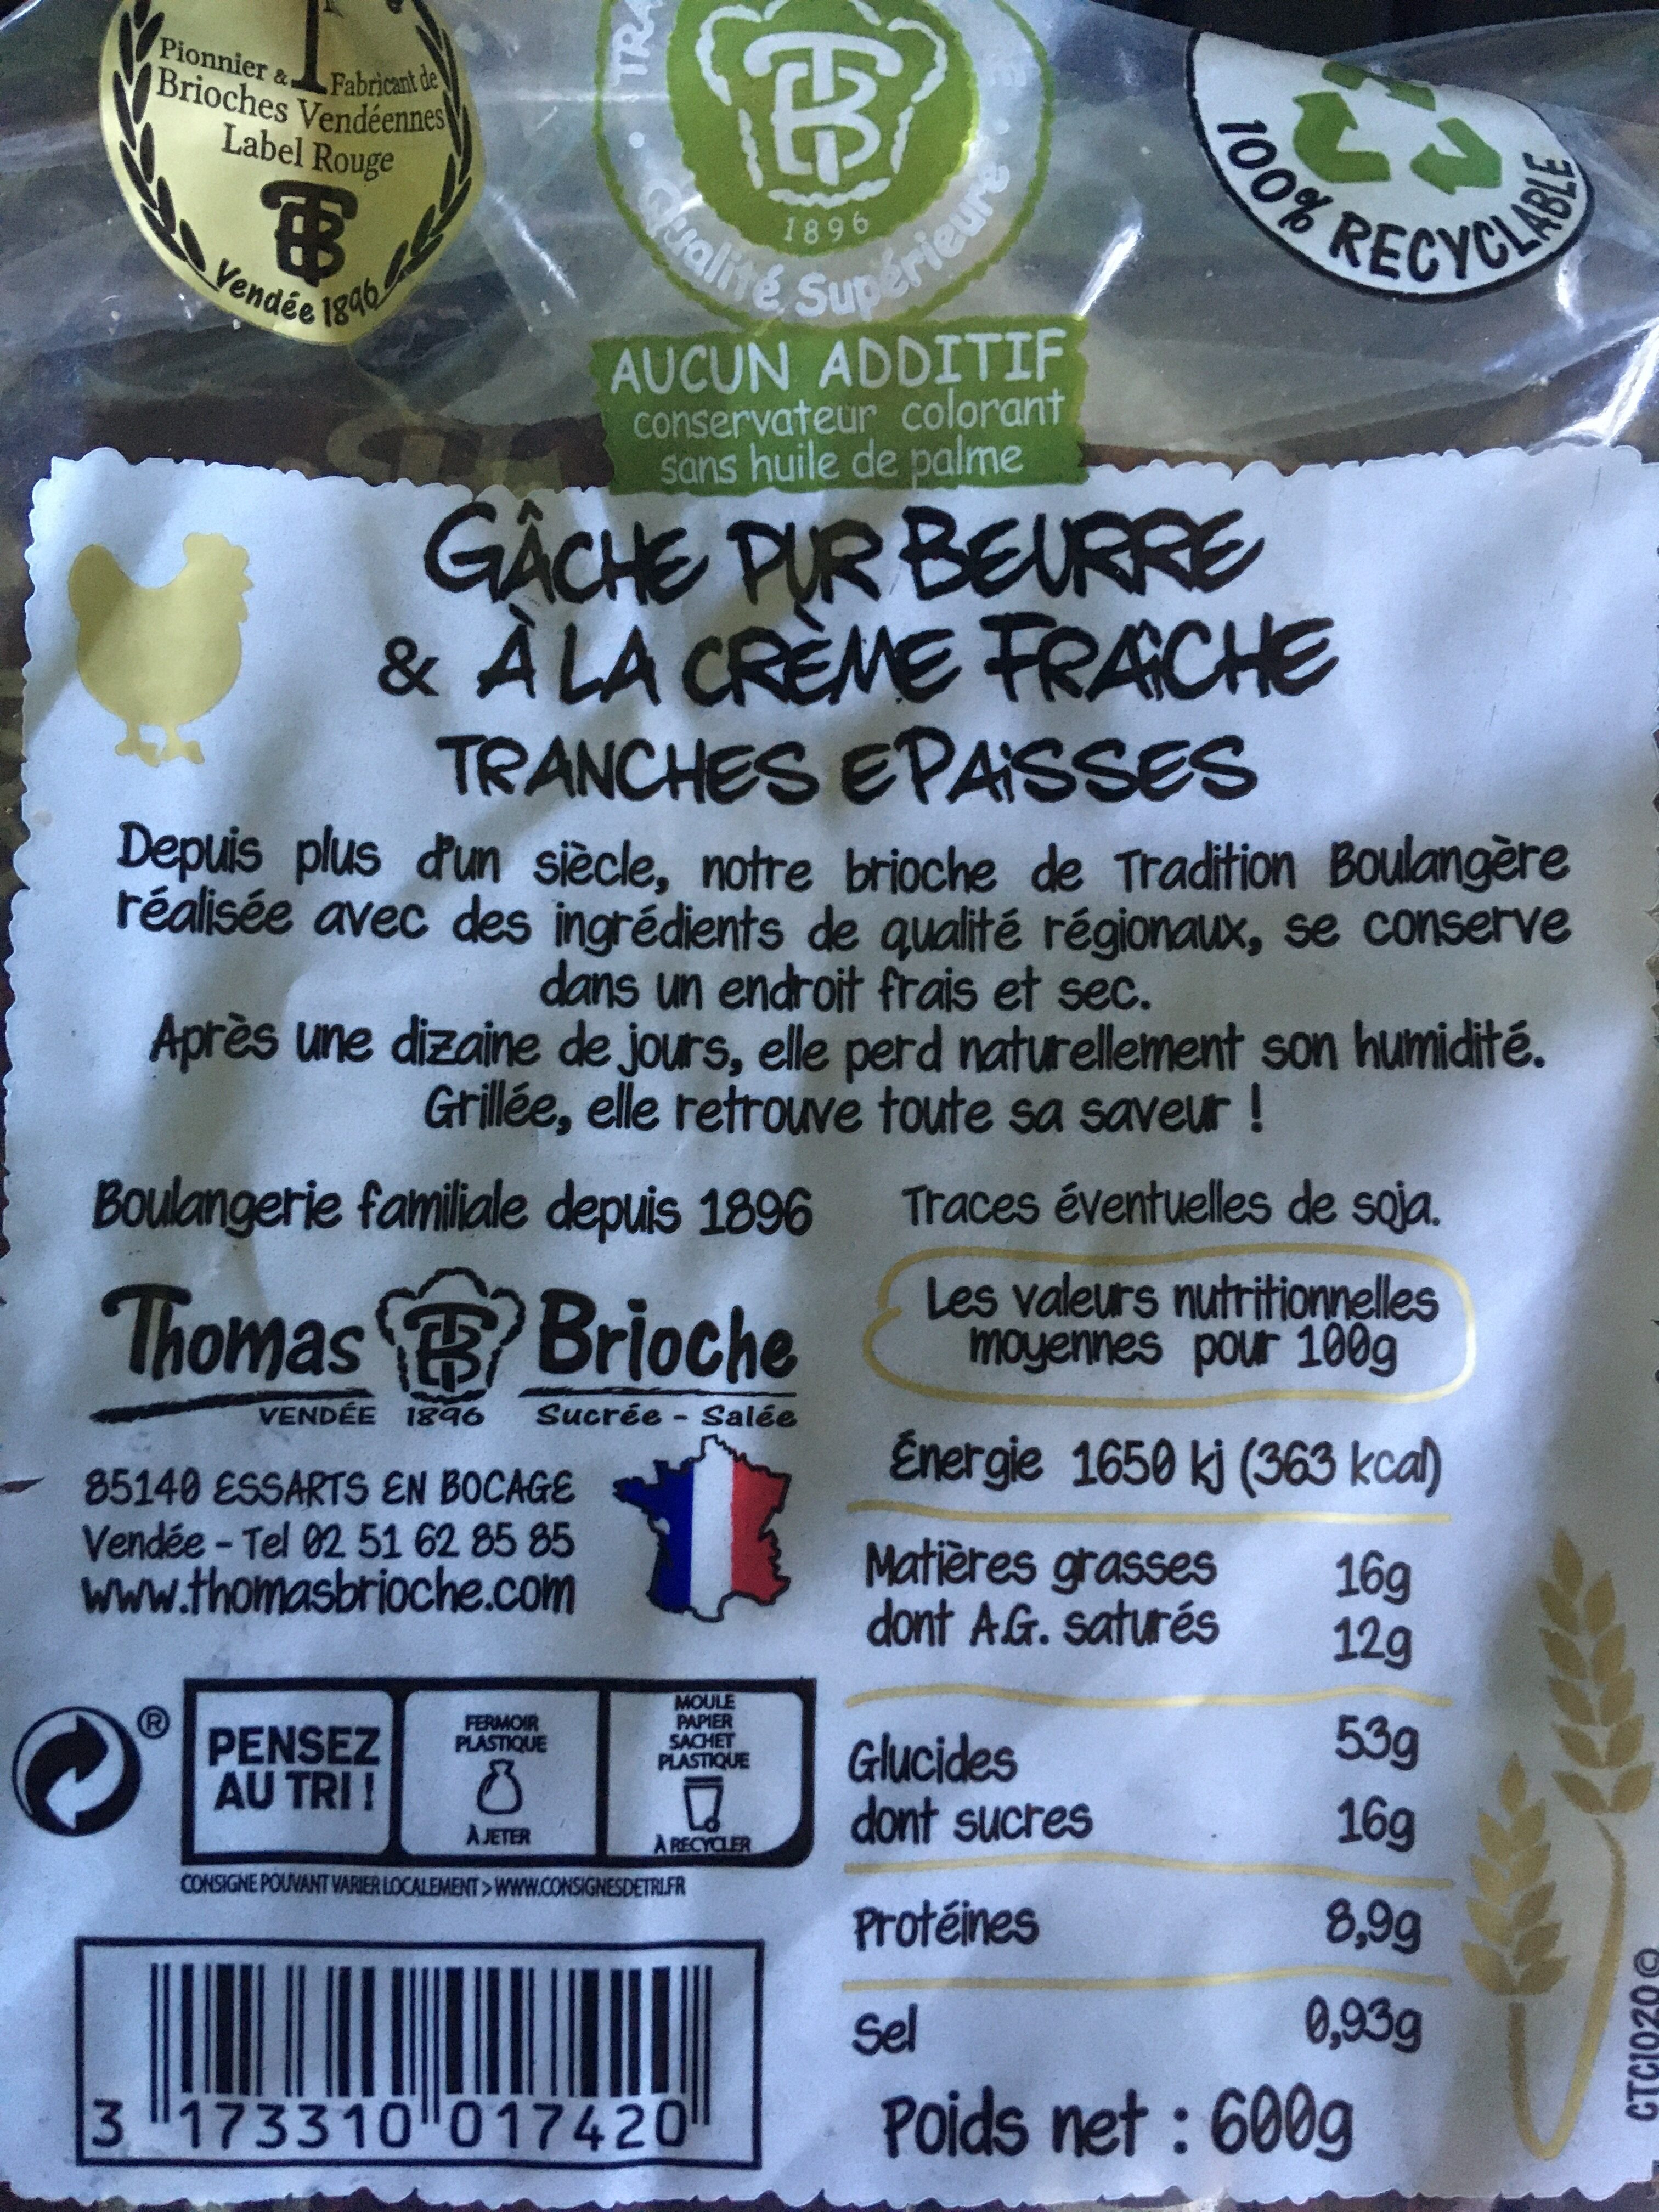 Pionnier & Fabricant de
Brioches Vendéennes
Label Rouge
TB
Vendée 1896
TRA
TB
1896
Qualité Supérieure
100% RECYCLABLE
AUCUN ADDITIF
conservateur colorant
sans huile de palme
GÂCHE PUR BEURRE
& À LA CRÈME FRAÎCHE
TRANCHES EPAISSES
Depuis plus d'un siècle, notre brioche de Tradition Boulangère
réalisée avec des ingrédients de qualité régionaux, se conserve
dans un endroit frais et sec.
Après une dizaine de jours, elle perd naturellement son humidité.
Grillée, elle retrouve toute sa saveur !
Boulangerie familiale depuis 1896
Thomas TB Brioche
VENDÉE 1896 Sucrée - Salée
85140 ESSARTS EN BOCAGE
Vendée - Tel 02 51 62 85 85
www.thomasbrioche.com
®
PENSEZ
AU TRI !
FERMOIR
PLASTIQUE
À JETER
MOULE
PAPIER
SACHET
PLASTIQUE
À RECYCLER
CONSIGNE POUVANT VARIER LOCALEMENT > WWW.CONSIGNESDETRI.FR
3 173310 017420
Traces éventuelles de soja.
Les valeurs nutritionnelles
moyennes pour 100g
Énergie 1650 kj (363 kcal)
Matières grasses 16g
dont A.G. saturés 12g
Glucides 53g
dont sucres 16g
Protéines 8,9g
Sel 0,93g
Poids net : 600g
CTC1020 ©